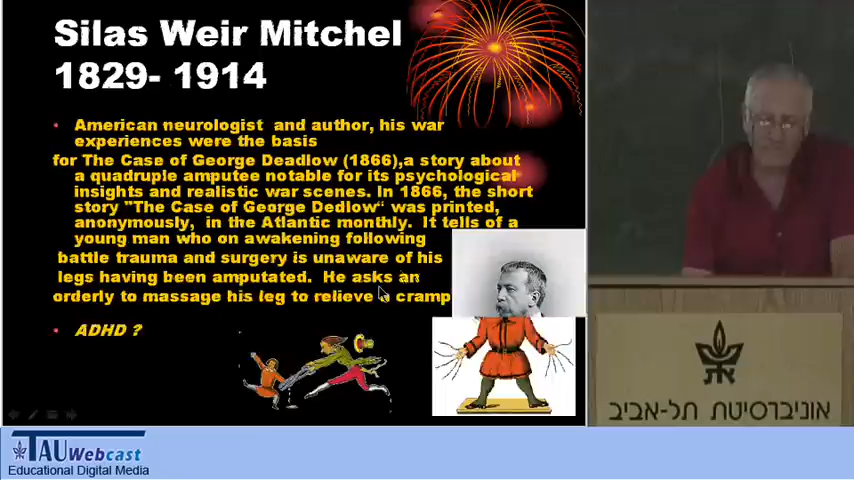 Silas Weir Mitchel
1829- 1914
• American neurologist and author, his war
experiences were the basis
for The Case of George Deadlow (1866),a story about
a quadruple amputee notable for its psychological
insights and realistic war scenes. In 1866, the short
story "The Case of George Dedlow“ was printed,
anonymously, in the Atlantic monthly. It tells of a
young man who on awakening following
battle trauma and surgery is unaware of his
legs having been amputated. He asks an
orderly to massage his leg to relieve a cramp
• ADHD ?
אוניברסיטת תל-אביב
TAU Webcast
Educational Digital Media